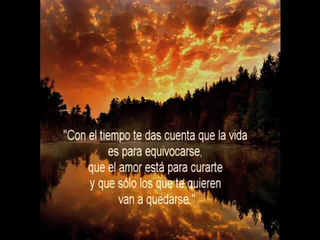 "Con el tiempo te das cuenta que la vida
es para equivocarse,
que el amor está para curarte
y que sólo los que te quieren
van a quedarse."